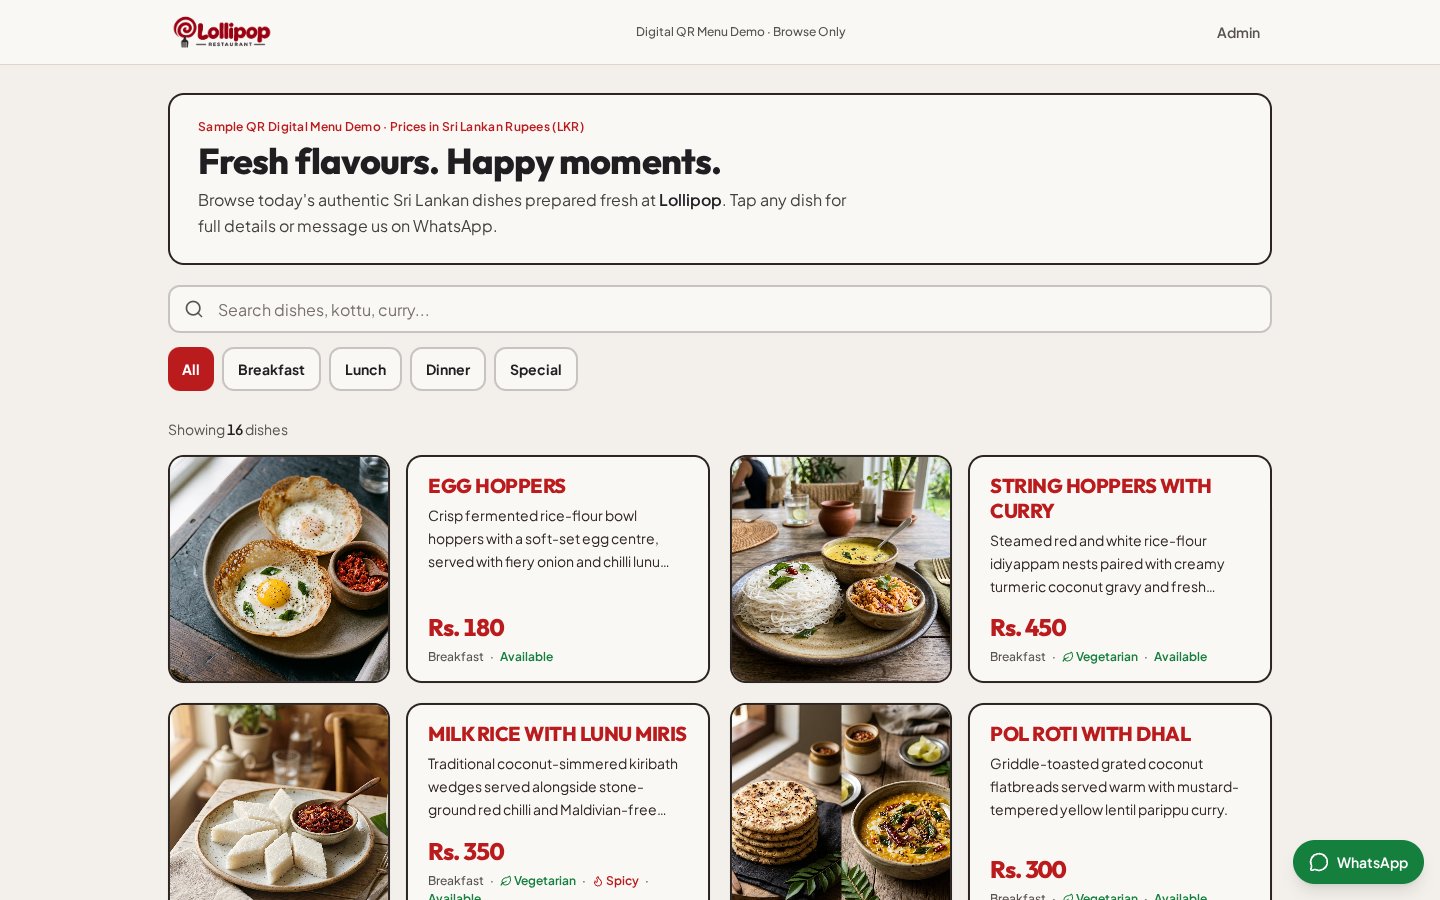 Lollipop
RESTAURANT
Digital QR Menu Demo · Browse Only
Admin
Sample QR Digital Menu Demo · Prices in Sri Lankan Rupees (LKR)
Fresh flavours. Happy moments.
Browse today's authentic Sri Lankan dishes prepared fresh at Lollipop. Tap any dish for
full details or message us on WhatsApp.
Search dishes, kottu, curry...
All
Breakfast
Lunch
Dinner
Special
Showing 16 dishes
EGG HOPPERS
Crisp fermented rice-flour bowl
hoppers with a soft-set egg centre,
served with fiery onion and chilli lunu...
Rs. 180
Breakfast · Available
STRING HOPPERS WITH
CURRY
Steamed red and white rice-flour
idiyappam nests paired with creamy
turmeric coconut gravy and fresh...
Rs. 450
Breakfast · Vegetarian · Available
MILK RICE WITH LUNU MIRIS
Traditional coconut-simmered kiribath
wedges served alongside stone-
ground red chilli and Maldivian-free...
Rs. 350
Breakfast · Vegetarian · Spicy ·
Available
POL ROTI WITH DHAL
Griddle-toasted grated coconut
flatbreads served warm with mustard-
tempered yellow lentil parippu curry.
Rs. 300
Breakfast · Vegetarian · Available
WhatsApp